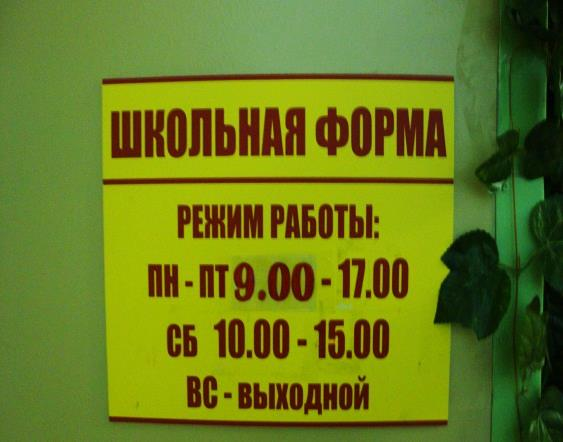 ШКОЛЬНАЯ ФОРМА
РЕЖИМ РАБОТЫ:
ПН - ПТ 9.00 - 17.00
СБ 10.00 - 15.00
ВС - ВЫХОДНОЙ